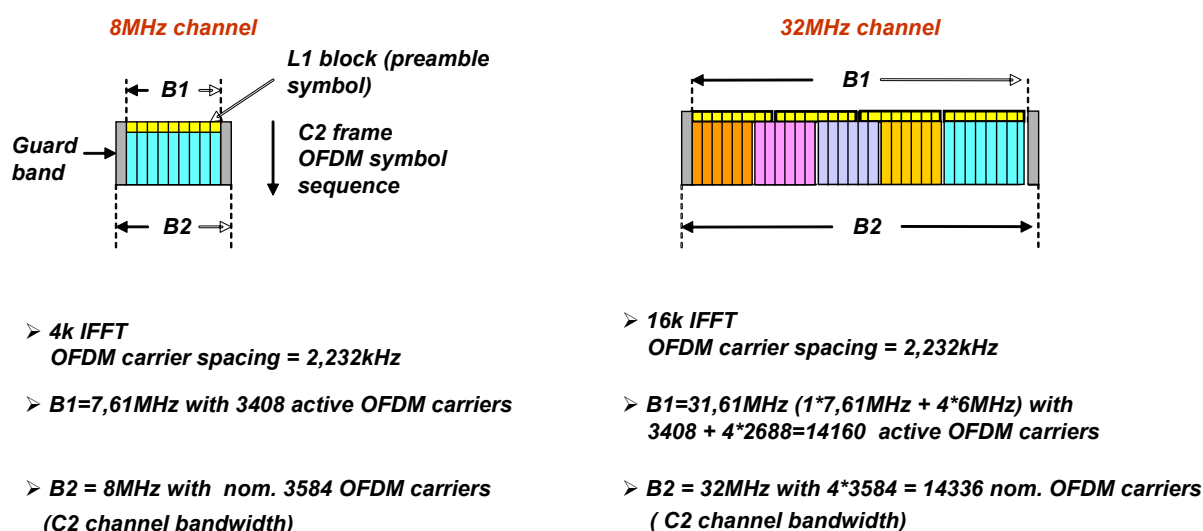 8MHz channel
B1
L1 block (preamble
symbol)
Guard
band
C2 frame
OFDM symbol
sequence
B2
➢ 4k IFFT
OFDM carrier spacing = 2,232kHz
➢ B1=7,61MHz with 3408 active OFDM carriers
➢ B2 = 8MHz with nom. 3584 OFDM carriers
(C2 channel bandwidth)
32MHz channel
B1
B2
➢ 16k IFFT
OFDM carrier spacing = 2,232kHz
➢ B1=31,61MHz (1*7,61MHz + 4*6MHz) with
3408 + 4*2688=14160 active OFDM carriers
➢ B2 = 32MHz with 4*3584 = 14336 nom. OFDM carriers
( C2 channel bandwidth)